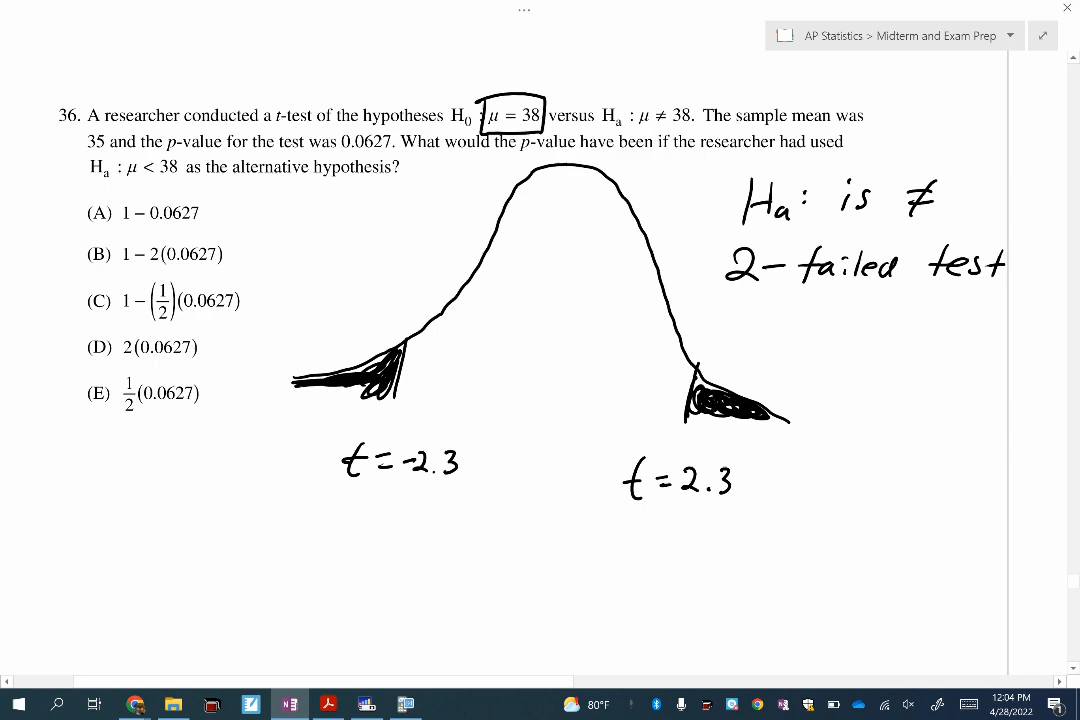 ...
AP Statistics > Midterm and Exam Prep
36. A researcher conducted a t-test of the hypotheses H₀ : μ = 38 versus Hₐ : μ ≠ 38. The sample mean was
35 and the p-value for the test was 0.0627. What would the p-value have been if the researcher had used
Hₐ : μ < 38 as the alternative hypothesis?
(A) 1 − 0.0627
(B) 1 − 2(0.0627)
(C) 1 − (1/2)(0.0627)
(D) 2(0.0627)
(E) 1/2(0.0627)
Ha: is ≠
2-tailed test
t = -2.3
t = 2.3
80°F
12:04 PM
4/28/2022